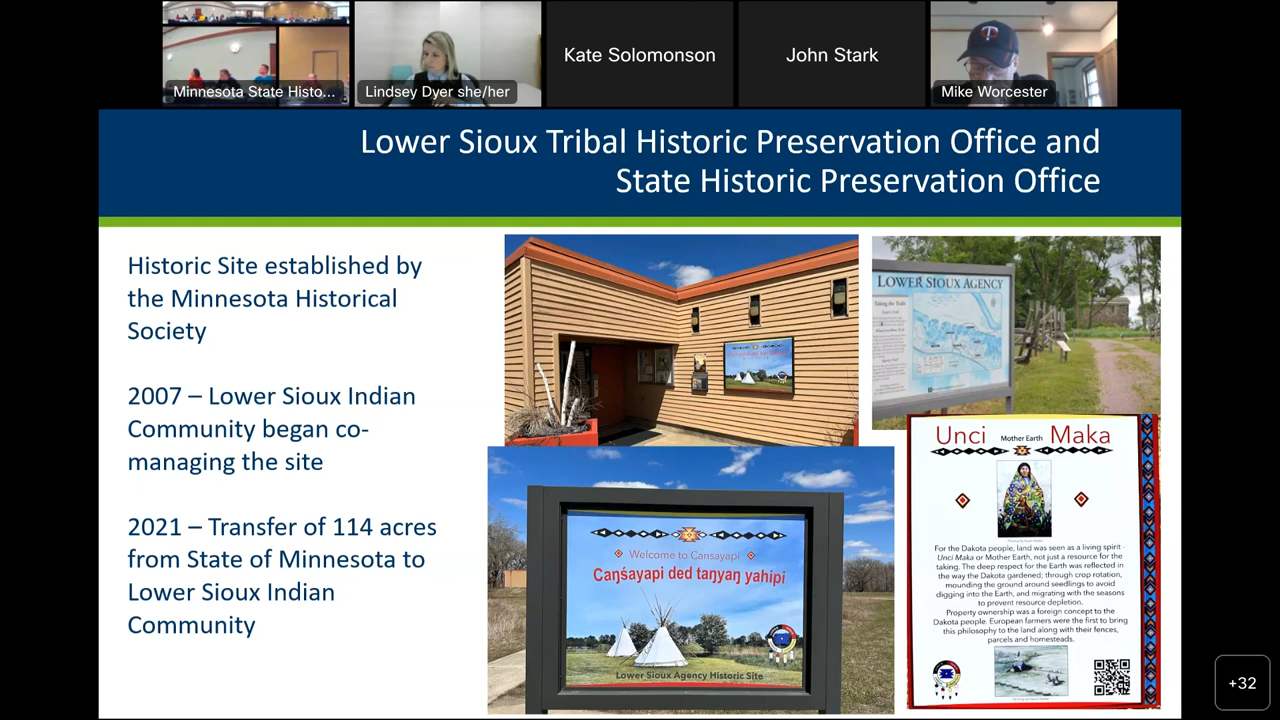 Minnesota State Histo...
Lindsey Dyer she/her
Kate Solomonson
John Stark
Mike Worcester
Lower Sioux Tribal Historic Preservation Office and
State Historic Preservation Office
Historic Site established by
the Minnesota Historical
Society
2007 – Lower Sioux Indian
Community began co-
managing the site
2021 – Transfer of 114 acres
from State of Minnesota to
Lower Sioux Indian
Community
LOWER SIOUX AGENCY
Welcome to Cansayapi
Caŋśayapi ded taŋyaŋ yahipi
Lower Sioux Agency Historic Site
Unci Mother Earth Maka
For the Dakota people, land was seen as a living spirit -
Unci Maka or Mother Earth, not just a resource for the
taking. The deep respect for the Earth was reflected in
the way the Dakota gardened; through crop rotation,
mounding the ground around seedlings to avoid
digging into the Earth, and migrating with the seasons
to prevent resource depletion.
Property ownership was a foreign concept to the
Dakota people. European farmers were the first to bring
this philosophy to the land along with their fences,
parcels and homesteads.
+32